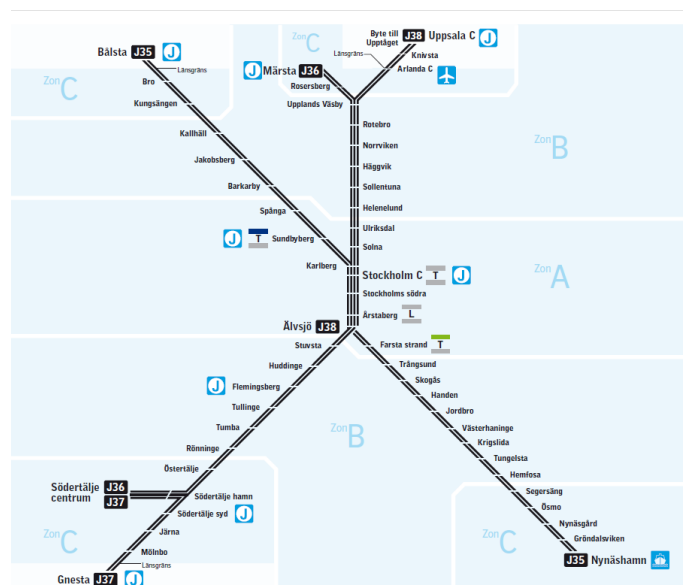 Zon C
Byte till
Upptåget
J38 Uppsala C J
Bålsta J35 J
Länsgräns
Knivsta
J Märsta J36
Arlanda C
Länsgräns
Zon C
Bro
Rosersberg
Kungsängen
Upplands Väsby
Rotebro
Kallhäll
Norrviken
Zon B
Jakobsberg
Häggvik
Barkarby
Sollentuna
Spånga
Helenelund
Ulriksdal
J T Sundbyberg
Solna
Karlberg
Stockholm C T J
Zon A
Stockholms södra
Årstaberg L
Älvsjö J38
Stuvsta
Farsta strand T
Huddinge
Trångsund
Skogås
J Flemingsberg
Handen
Tullinge
Jordbro
Tumba
Västerhaninge
Zon B
Krigslida
Rönninge
Tungelsta
Östertälje
Hemfosa
Södertälje
centrum
J36
J37
Segersäng
Södertälje hamn
Ösmo
Södertälje syd J
Nynäsgård
Järna
Gröndalsviken
Zon C
Zon C
Mölnbo
J35 Nynäshamn
Länsgräns
Gnesta J37 J